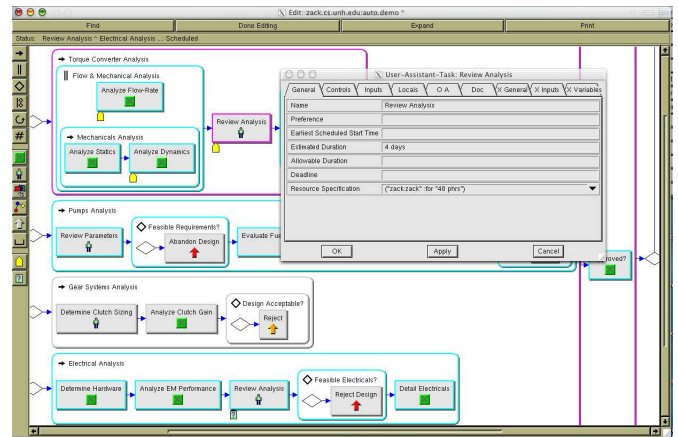 Edit: zack.cs.unh.edu:auto.demo *
Find Done Editing Expand Print
Status: Review Analysis ^ Electrical Analysis ... Scheduled
Torque Converter Analysis
Flow & Mechanical Analysis
Analyze Flow-Rate
Review Analysis
Mechanicals Analysis
Analyze Statics Analyze Dynamics
User-Assistant-Task: Review Analysis
General Controls Inputs Locals O A Doc X General X Inputs X Variables
Name Review Analysis
Preference
Earliest Scheduled Start Time
Estimated Duration 4 days
Allowable Duration
Deadline
Resource Specification ("zack:zack" :for "48 phrs")
OK Apply Cancel
Pumps Analysis
Feasible Requirements?
Review Parameters Abandon Design Evaluate
roved?
Gear Systems Analysis
Design Acceptable?
Determine Clutch Sizing Analyze Clutch Gain Reject
Electrical Analysis
Feasible Electricals?
Determine Hardware Analyze EM Performance Review Analysis Reject Design Detail Electricals